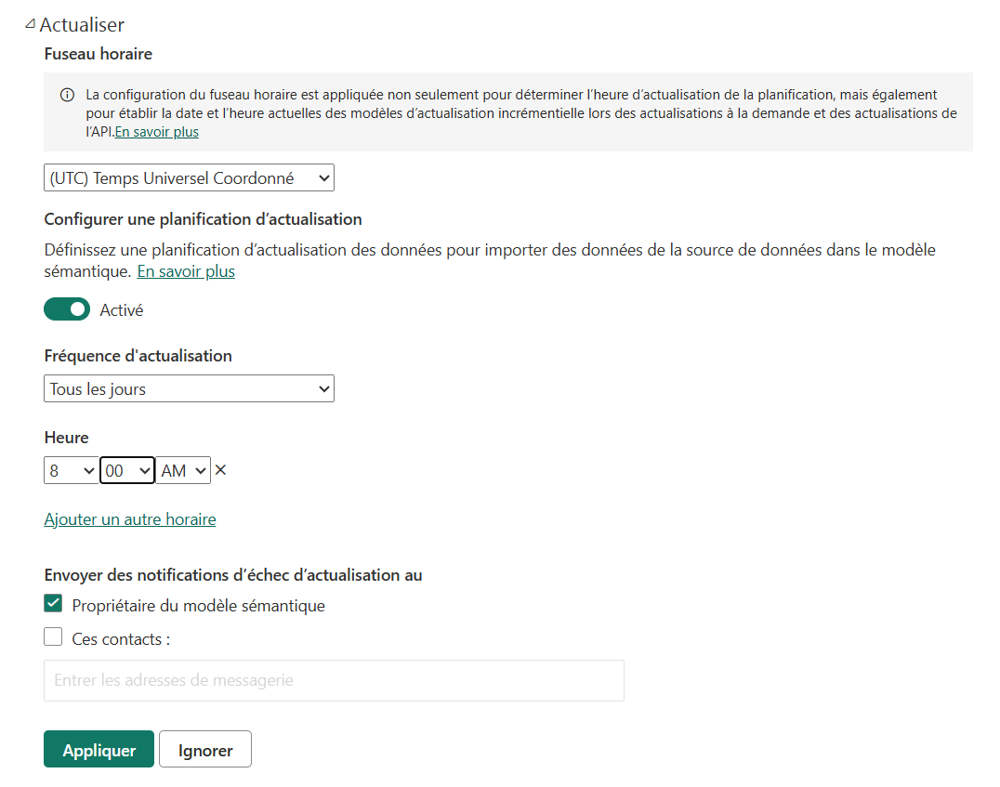 Actualiser
Fuseau horaire
La configuration du fuseau horaire est appliquée non seulement pour déterminer l’heure d’actualisation de la planification, mais également
pour établir la date et l’heure actuelles des modèles d’actualisation incrémentielle lors des actualisations à la demande et des actualisations de
l’API.En savoir plus
(UTC) Temps Universel Coordonné
Configurer une planification d’actualisation
Définissez une planification d’actualisation des données pour importer des données de la source de données dans le modèle
sémantique. En savoir plus
Activé
Fréquence d'actualisation
Tous les jours
Heure
8 00 AM
Ajouter un autre horaire
Envoyer des notifications d’échec d’actualisation au
Propriétaire du modèle sémantique
Ces contacts :
Entrer les adresses de messagerie
Appliquer Ignorer